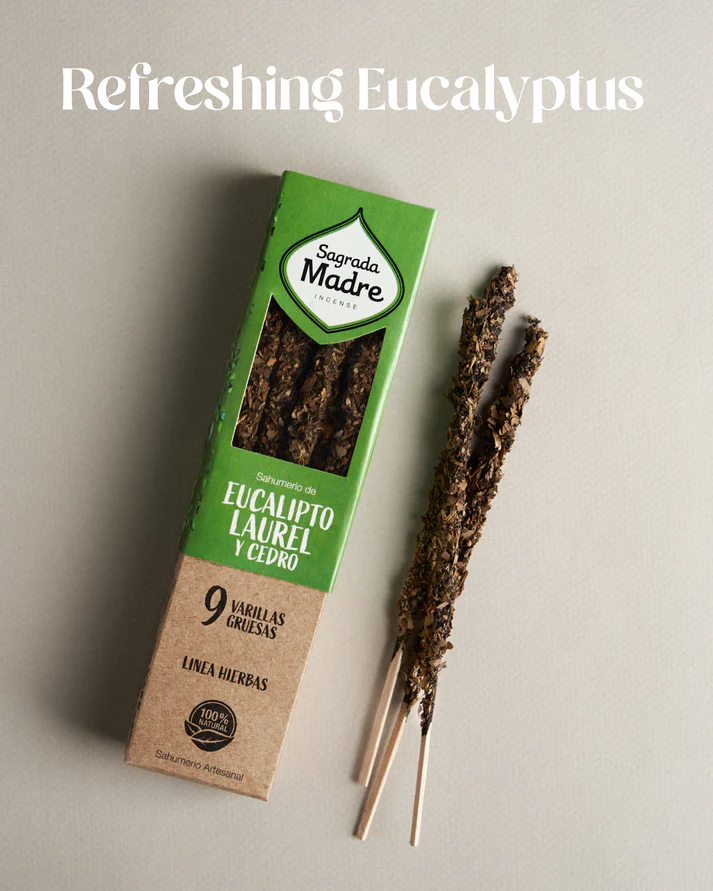 Refreshing Eucalyptus
Sagrada
Madre
INCENSE
Sahumerio de
EUCALIPTO
LAUREL
Y CEDRO
9 VARILLAS
GRUESAS
LINEA HIERBAS
100%
NATURAL
Sahumerio Artesanal